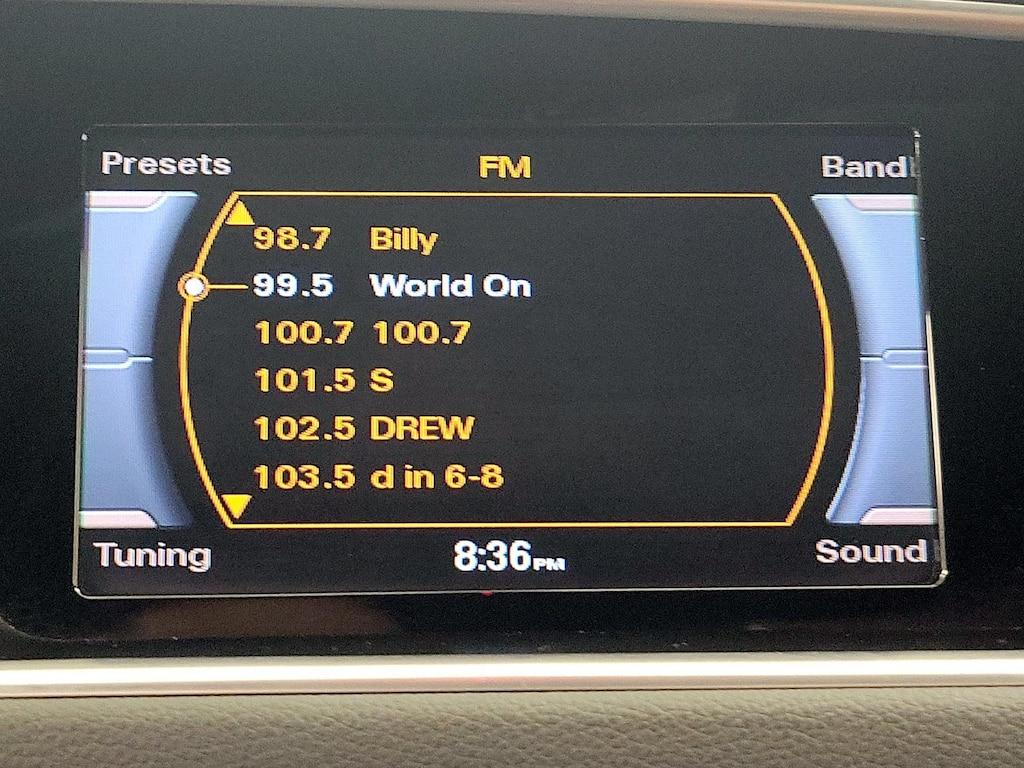 Presets FM Band
98.7 Billy
99.5 World On
100.7 100.7
101.5 S
102.5 DREW
103.5 d in 6-8
Tuning 8:36PM Sound